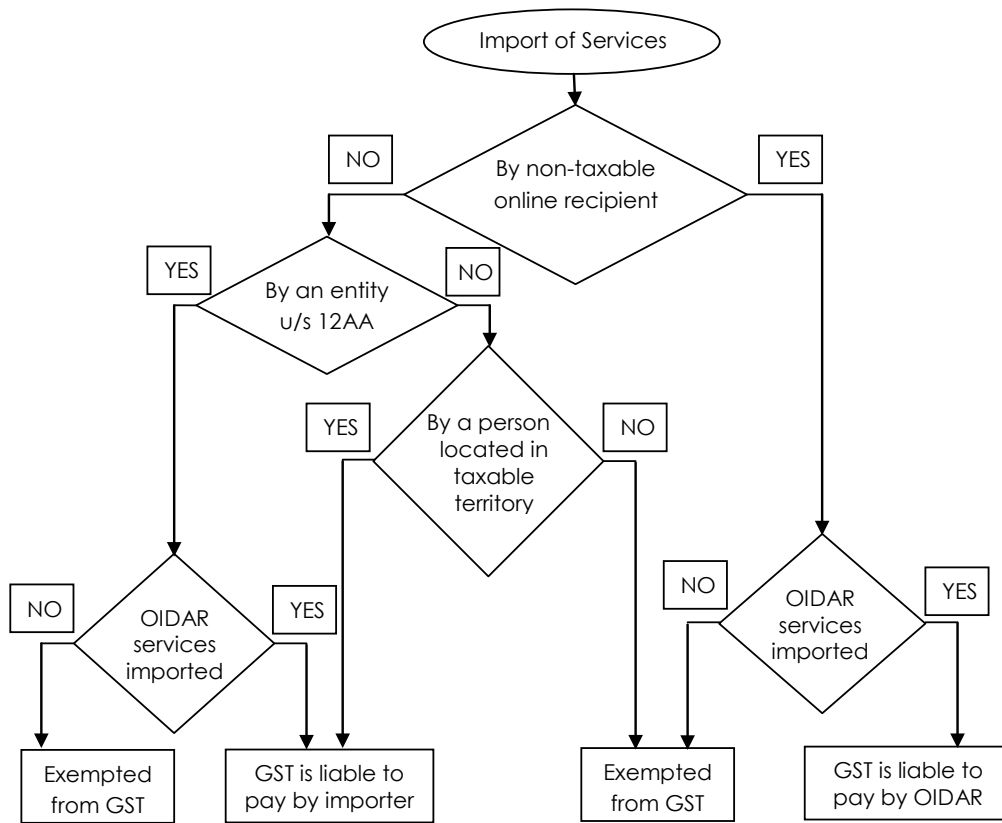 Import of Services
NO
YES
By non-taxable
online recipient
YES
NO
By an entity
u/s 12AA
YES
NO
By a person
located in
taxable
territory
NO
YES
OIDAR
services
imported
NO
YES
OIDAR
services
imported
Exempted
from GST
GST is liable to
pay by importer
Exempted
from GST
GST is liable to
pay by OIDAR